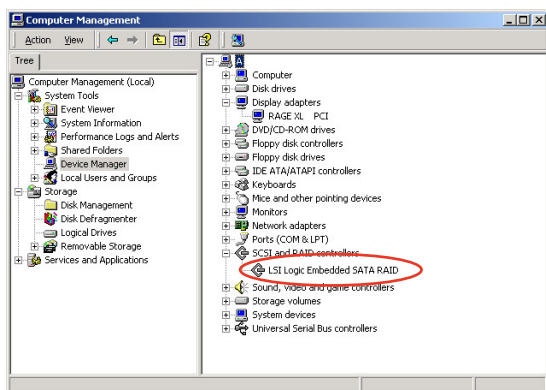 Computer Management
Action View
Tree
Computer Management (Local)
System Tools
Event Viewer
System Information
Performance Logs and Alerts
Shared Folders
Device Manager
Local Users and Groups
Storage
Disk Management
Disk Defragmenter
Logical Drives
Removable Storage
Services and Applications
A
Computer
Disk drives
Display adapters
RAGE XL PCI
DVD/CD-ROM drives
Floppy disk controllers
Floppy disk drives
IDE ATA/ATAPI controllers
Keyboards
Mice and other pointing devices
Monitors
Network adapters
Ports (COM & LPT)
SCSI and RAID controllers
LSI Logic Embedded SATA RAID
Sound, video and game controllers
Storage volumes
System devices
Universal Serial Bus controllers